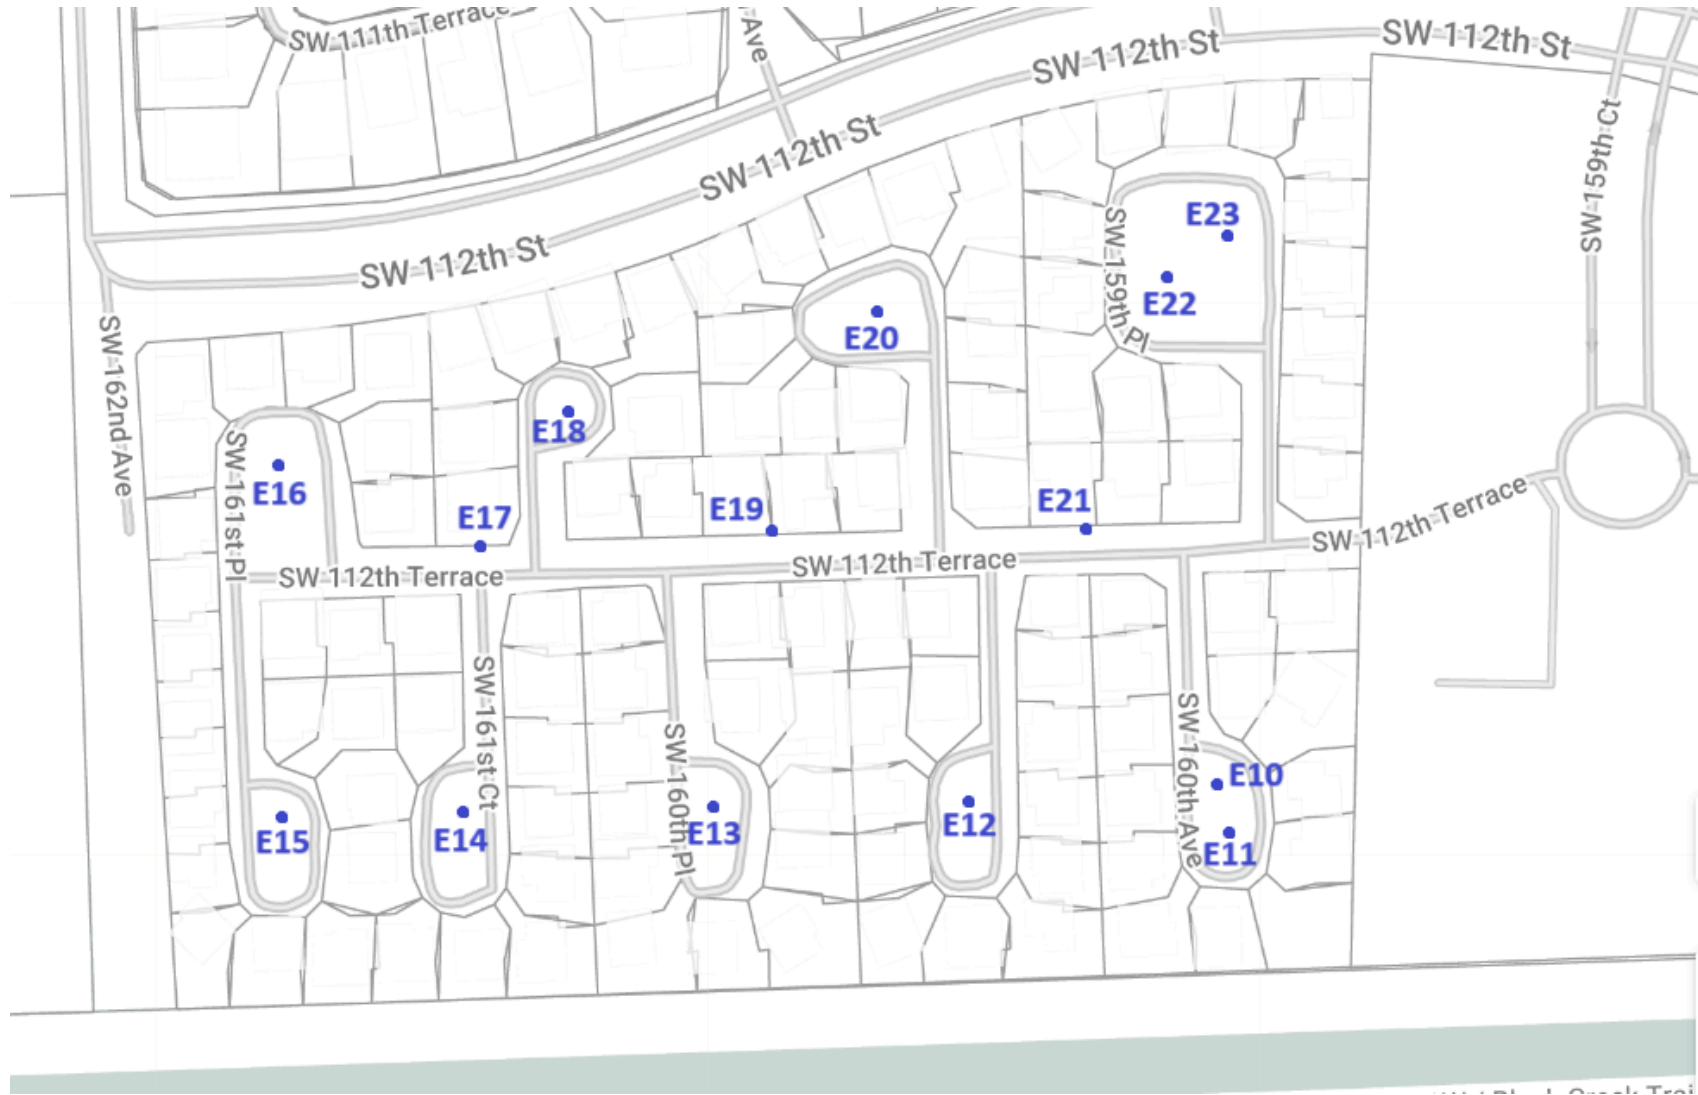 SW 111th Terrace
Ave
SW 112th St
SW 112th St
SW 112th St
SW 112th St
SW 159th Ct
SW 162nd Ave
SW 159th Pl
E23
E22
E20
E18
E16
SW 161st Pl
E17
E19
E21
SW 112th Terrace
SW 112th Terrace
SW 112th Terrace
SW 161st Ct
SW 160th Pl
SW 160th Ave
E10
E15
E14
E13
E12
E11